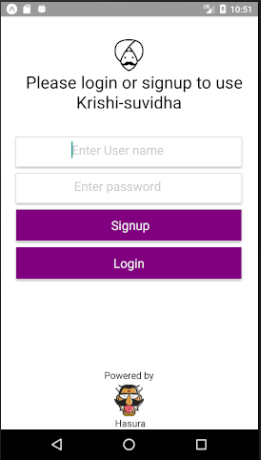 10:51
Please login or signup to use
Krishi-suvidha
Enter User name
Enter password
Signup
Login
Powered by
Hasura